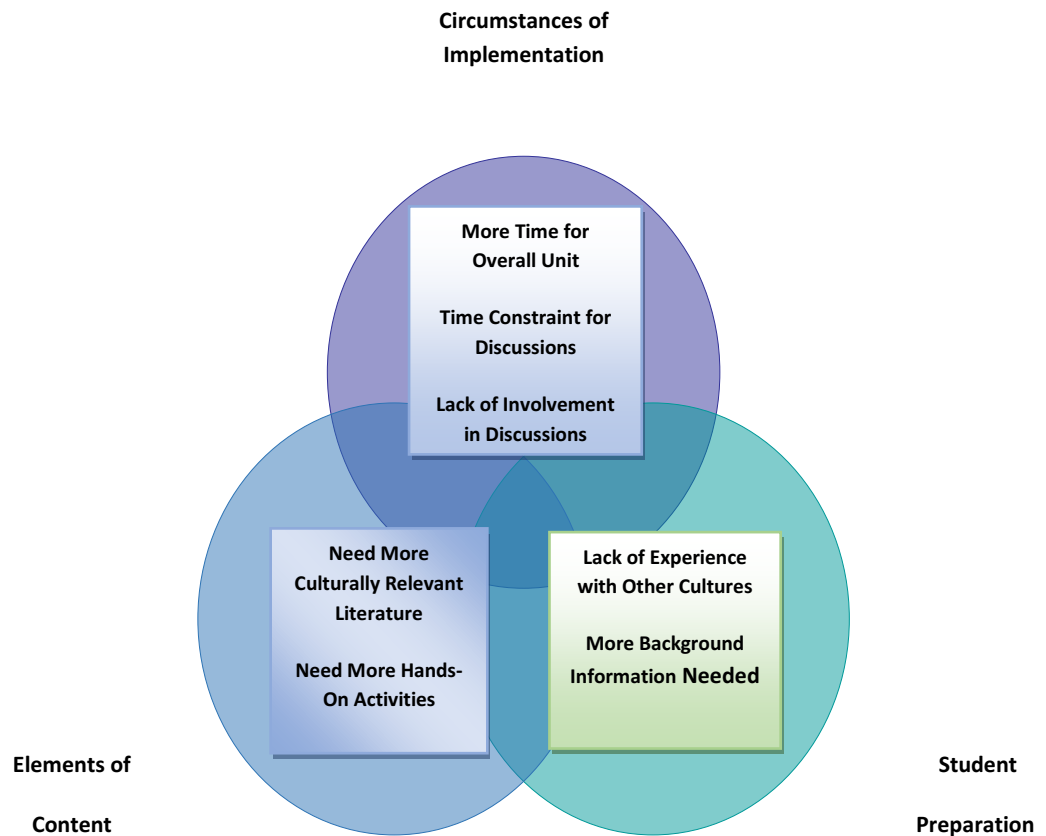 Circumstances of
Implementation
More Time for
Overall Unit
Time Constraint for
Discussions
Lack of Involvement
in Discussions
Need More
Culturally Relevant
Literature
Need More Hands-
On Activities
Lack of Experience
with Other Cultures
More Background
Information Needed
Elements of
Content
Student
Preparation